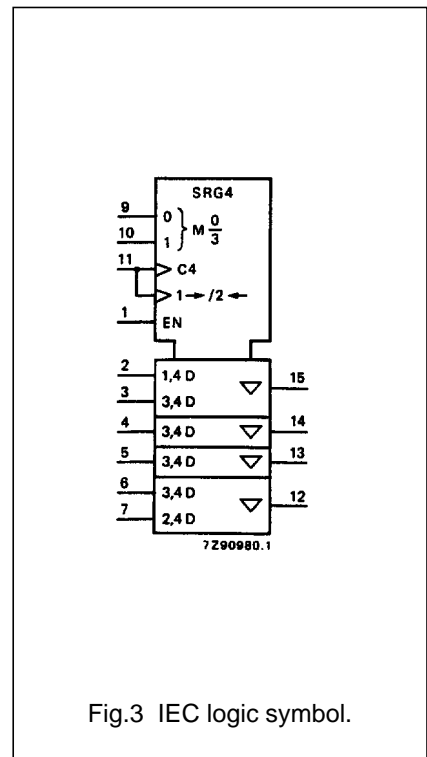 SRG4
9 0
10 1 } M 0/3
11 C4
1→/2←
1 EN
2 1,4 D 15
3 3,4 D
4 3,4 D 14
5 3,4 D 13
6 3,4 D 12
7 2,4 D
7Z90980.1
Fig.3 IEC logic symbol.